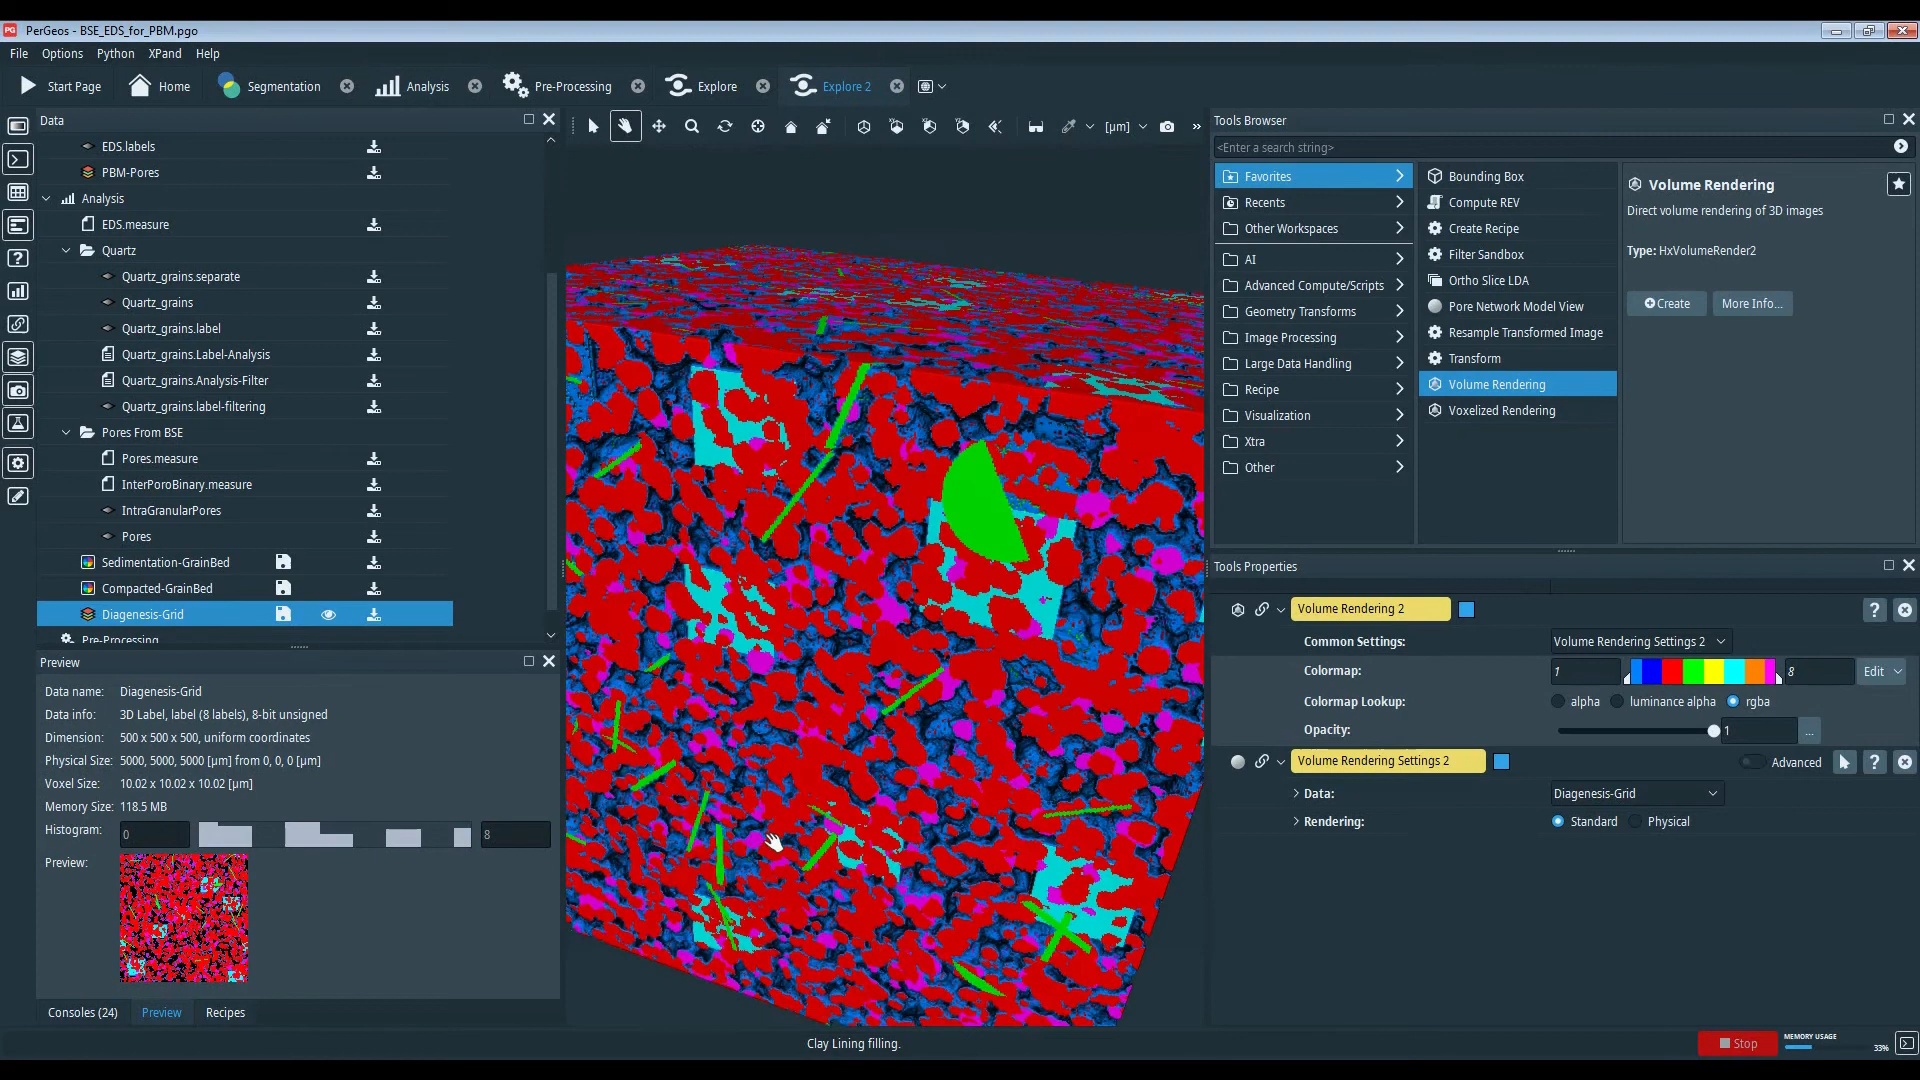 PerGeos - BSE_EDS_for_PBM.pgo
File Options Python XPand Help
Start Page Home Segmentation Analysis Pre-Processing Explore Explore 2
Data
EDS.labels
PBM-Pores
Analysis
EDS.measure
Quartz
Quartz_grains.separate
Quartz_grains
Quartz_grains.label
Quartz_grains.Label-Analysis
Quartz_grains.Analysis-Filter
Quartz_grains.label-filtering
Pores From BSE
Pores.measure
InterPoroBinary.measure
IntraGranularPores
Pores
Sedimentation-GrainBed
Compacted-GrainBed
Diagenesis-Grid
Pre-Processing
Preview
Data name: Diagenesis-Grid
Data info: 3D Label, label (8 labels), 8-bit unsigned
Dimension: 500 x 500 x 500, uniform coordinates
Physical Size: 5000, 5000, 5000 [µm] from 0, 0, 0 [µm]
Voxel Size: 10.02 x 10.02 x 10.02 [µm]
Memory Size: 118.5 MB
Histogram: 0 8
Preview:
Consoles (24) Preview Recipes
[µm] »
Tools Browser
<Enter a search string>
Favorites
Recents
Other Workspaces
AI
Advanced Compute/Scripts
Geometry Transforms
Image Processing
Large Data Handling
Recipe
Visualization
Xtra
Other
Bounding Box
Compute REV
Create Recipe
Filter Sandbox
Ortho Slice LDA
Pore Network Model View
Resample Transformed Image
Transform
Volume Rendering
Voxelized Rendering
Volume Rendering
Direct volume rendering of 3D images
Type: HxVolumeRender2
Create More Info...
Tools Properties
Volume Rendering 2
Common Settings: Volume Rendering Settings 2
Colormap: 1 8 Edit
Colormap Lookup: alpha luminance alpha rgba
Opacity: 1 ...
Volume Rendering Settings 2 Advanced
Data: Diagenesis-Grid
Rendering: Standard Physical
Clay Lining filling.
Stop
MEMORY USAGE
33%